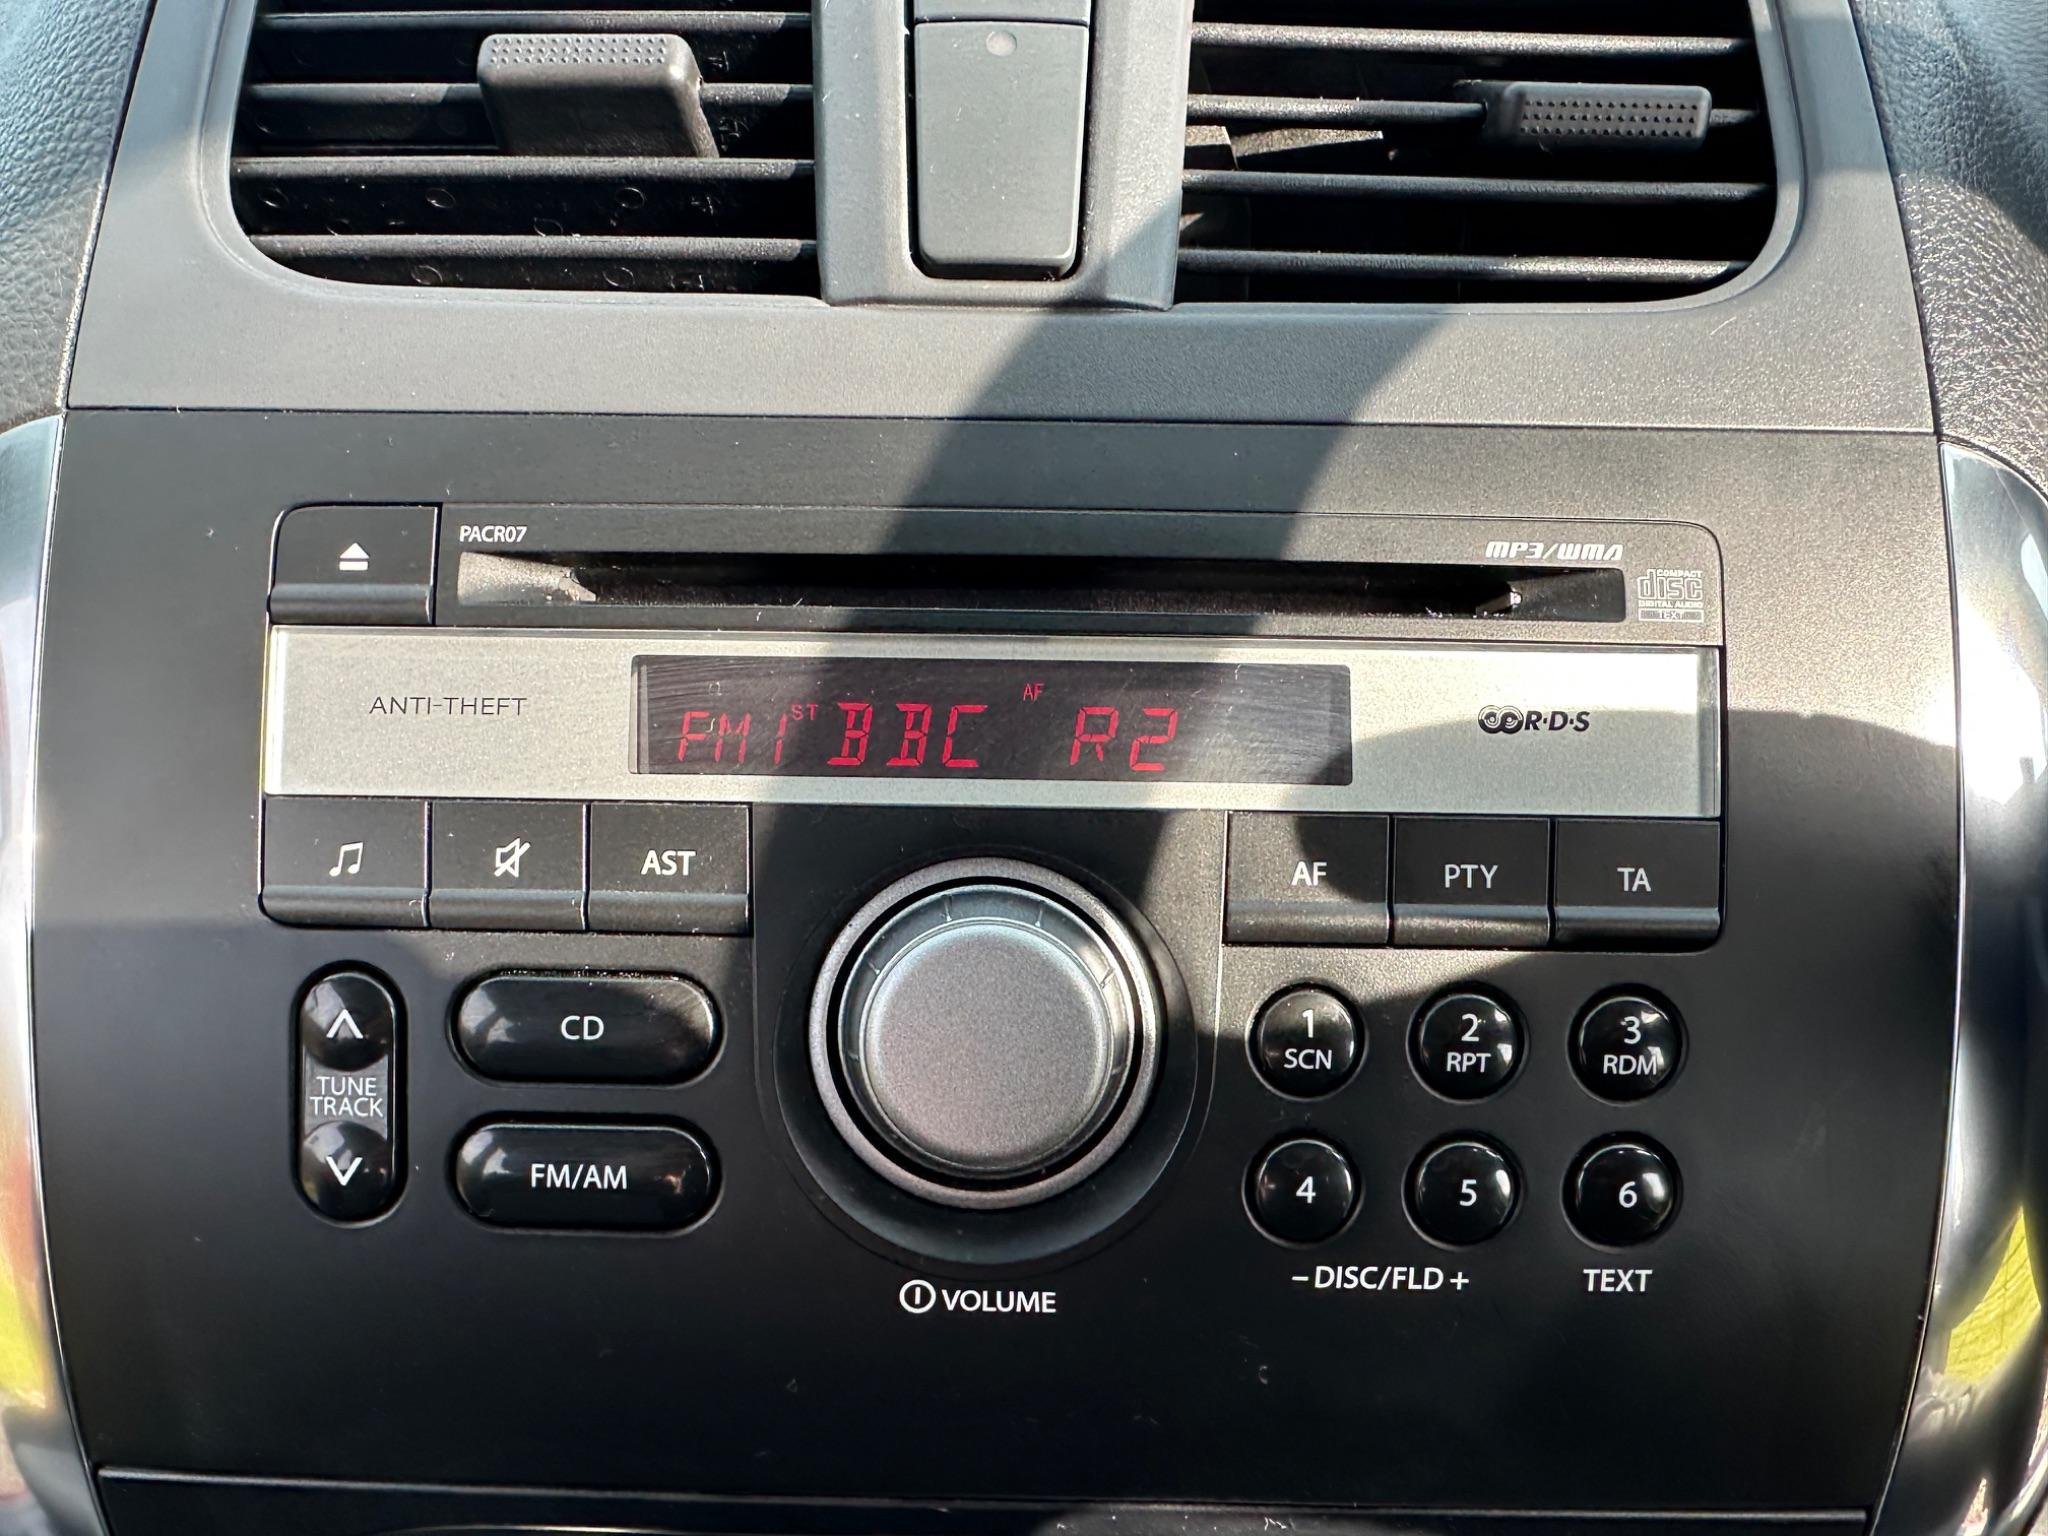 PACR07
MP3/WMA
COMPACT
disc
DIGITAL AUDIO
TEXT
ANTI-THEFT
FM1 ST BBC AF R2
R·D·S
AST
AF PTY TA
TUNE
TRACK
CD
FM/AM
VOLUME
1
SCN
2
RPT
3
RDM
4 5 6
– DISC/FLD +
TEXT